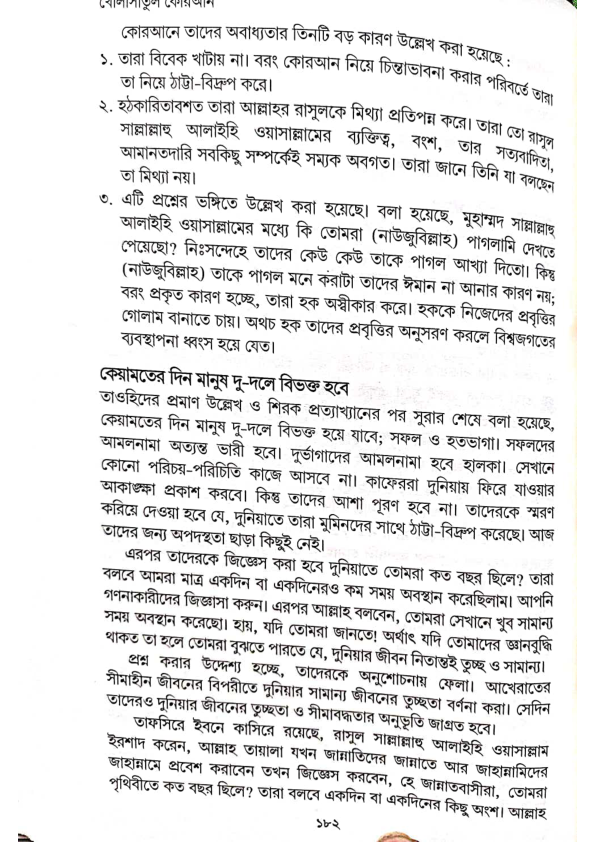 খোলাসাতুল কোরআন
কোরআনে তাদের অবাধ্যতার তিনটি বড় কারণ উল্লেখ করা হয়েছে :
১. তারা বিবেক খাটায় না। বরং কোরআন নিয়ে চিন্তাভাবনা করার পরিবর্তে তারা
তা নিয়ে ঠাট্টা-বিদ্রুপ করে।
২. হঠকারিতাবশত তারা আল্লাহর রাসুলকে মিথ্যা প্রতিপন্ন করে। তারা তো রাসুল
সাল্লাল্লাহু আলাইহি ওয়াসাল্লামের ব্যক্তিত্ব, বংশ, তার সত্যবাদিতা,
আমানতদারি সবকিছু সম্পর্কেই সম্যক অবগত। তারা জানে তিনি যা বলছেন
তা মিথ্যা নয়।
৩. এটি প্রশ্নের ভঙ্গিতে উল্লেখ করা হয়েছে। বলা হয়েছে, মুহাম্মদ সাল্লাল্লাহু
আলাইহি ওয়াসাল্লামের মধ্যে কি তোমরা (নাউজুবিল্লাহ) পাগলামি দেখতে
পেয়েছো? নিঃসন্দেহে তাদের কেউ কেউ তাকে পাগল আখ্যা দিতো। কিন্তু
(নাউজুবিল্লাহ) তাকে পাগল মনে করাটা তাদের ঈমান না আনার কারণ নয়;
বরং প্রকৃত কারণ হচ্ছে, তারা হক অস্বীকার করে। হককে নিজেদের প্রবৃত্তির
গোলাম বানাতে চায়। অথচ হক তাদের প্রবৃত্তির অনুসরণ করলে বিশ্বজগতের
ব্যবস্থাপনা ধ্বংস হয়ে যেত।
কেয়ামতের দিন মানুষ দু-দলে বিভক্ত হবে
তাওহিদের প্রমাণ উল্লেখ ও শিরক প্রত্যাখ্যানের পর সুরার শেষে বলা হয়েছে,
কেয়ামতের দিন মানুষ দু-দলে বিভক্ত হয়ে যাবে; সফল ও হতভাগা। সফলদের
আমলনামা অত্যন্ত ভারী হবে। দুর্ভাগাদের আমলনামা হবে হালকা। সেখানে
কোনো পরিচয়-পরিচিতি কাজে আসবে না। কাফেররা দুনিয়ায় ফিরে যাওয়ার
আকাঙ্ক্ষা প্রকাশ করবে। কিন্তু তাদের আশা পূরণ হবে না। তাদেরকে স্মরণ
করিয়ে দেওয়া হবে যে, দুনিয়াতে তারা মুমিনদের সাথে ঠাট্টা-বিদ্রুপ করেছে। আজ
তাদের জন্য অপদস্থতা ছাড়া কিছুই নেই।
এরপর তাদেরকে জিজ্ঞেস করা হবে দুনিয়াতে তোমরা কত বছর ছিলে? তারা
বলবে আমরা মাত্র একদিন বা একদিনেরও কম সময় অবস্থান করেছিলাম। আপনি
গণনাকারীদের জিজ্ঞাসা করুন। এরপর আল্লাহ বলবেন, তোমরা সেখানে খুব সামান্য
সময় অবস্থান করেছো। হায়, যদি তোমরা জানতে! অর্থাৎ যদি তোমাদের জ্ঞানবুদ্ধি
থাকত তা হলে তোমরা বুঝতে পারতে যে, দুনিয়ার জীবন নিতান্তই তুচ্ছ ও সামান্য।
প্রশ্ন করার উদ্দেশ্য হচ্ছে, তাদেরকে অনুশোচনায় ফেলা। আখেরাতের
সীমাহীন জীবনের বিপরীতে দুনিয়ার সামান্য জীবনের তুচ্ছতা বর্ণনা করা। সেদিন
তাদেরও দুনিয়ার জীবনের তুচ্ছতা ও সীমাবদ্ধতার অনুভূতি জাগ্রত হবে।
তাফসিরে ইবনে কাসিরে রয়েছে, রাসুল সাল্লাল্লাহু আলাইহি ওয়াসাল্লাম
ইরশাদ করেন, আল্লাহ তায়ালা যখন জান্নাতিদের জান্নাতে আর জাহান্নামিদের
জাহান্নামে প্রবেশ করাবেন তখন জিজ্ঞেস করবেন, হে জান্নাতবাসীরা, তোমরা
পৃথিবীতে কত বছর ছিলে? তারা বলবে একদিন বা একদিনের কিছু অংশ। আল্লাহ
১৮২